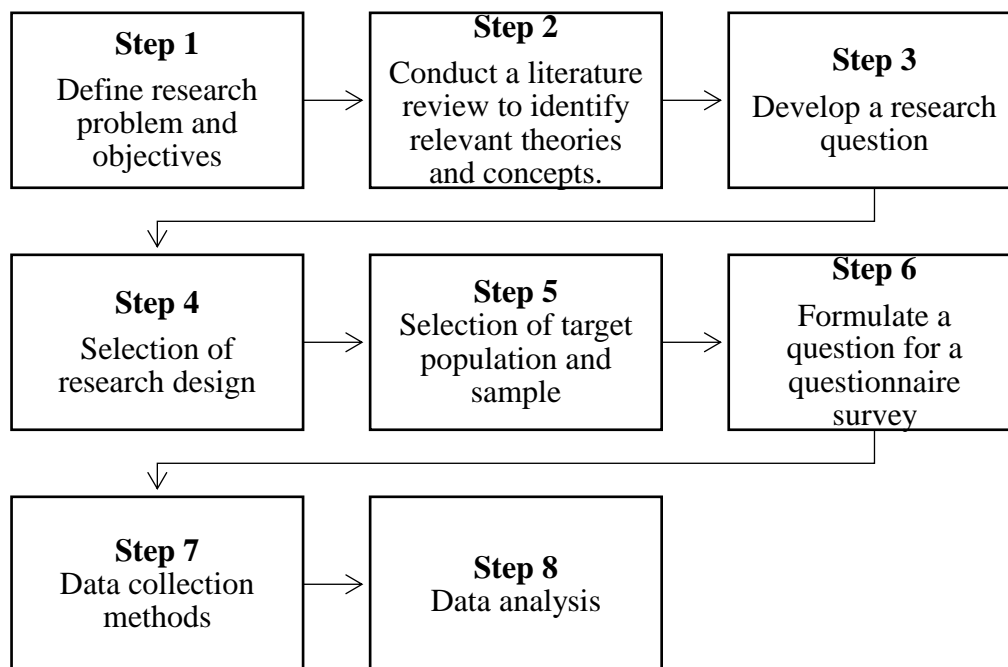 Step 1
Define research
problem and
objectives
Step 2
Conduct a literature
review to identify
relevant theories
and concepts.
Step 3
Develop a research
question
Step 4
Selection of
research design
Step 5
Selection of target
population and
sample
Step 6
Formulate a
question for a
questionnaire
survey
Step 7
Data collection
methods
Step 8
Data analysis